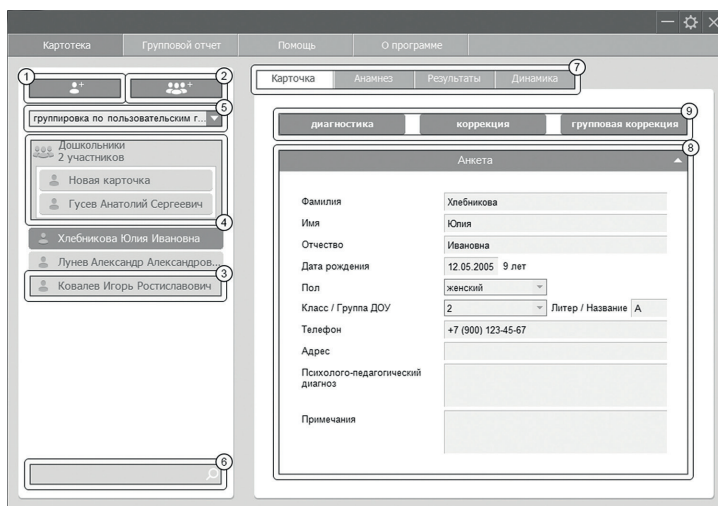 Картотека Групповой отчет Помощь О программе
1 2
5
группировка по пользовательским г...
Дошкольники
2 участников
Новая карточка
Гусев Анатолий Сергеевич
4
Хлебникова Юлия Ивановна
Лунев Александр Александров...
3
Ковалев Игорь Ростиславович
6
7
Карточка Анамнез Результаты Динамика
9
диагностика коррекция групповая коррекция
8
Анкета
Фамилия Хлебникова
Имя Юлия
Отчество Ивановна
Дата рождения 12.05.2005 9 лет
Пол женский
Класс / Группа ДОУ 2 Литер / Название А
Телефон +7 (900) 123-45-67
Адрес
Психолого-педагогический
диагноз
Примечания